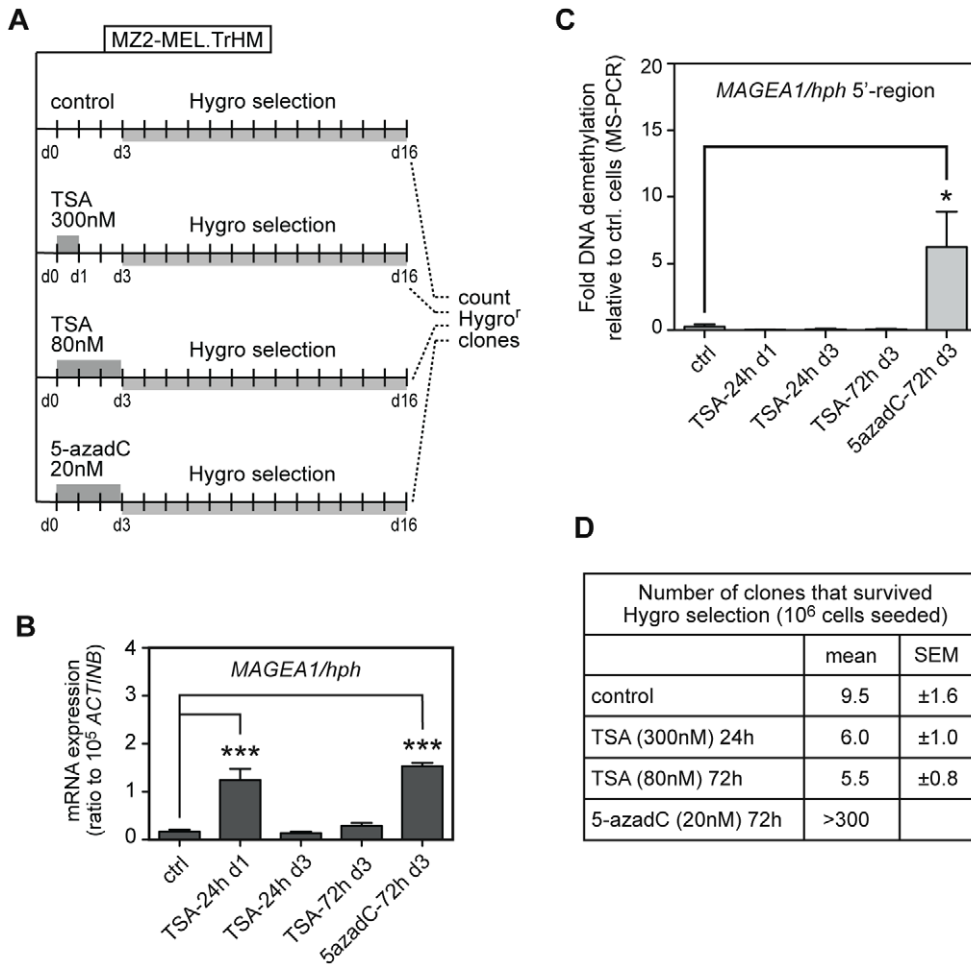 A
MZ2-MEL.TrHM
control Hygro selection
d0 d3 d16
TSA
300nM Hygro selection
d0 d1 d3 d16
TSA
80nM Hygro selection
d0 d3 d16
5-azadC
20nM Hygro selection
d0 d3 d16
count
Hygroʳ
clones
B
MAGEA1/hph
mRNA expression
(ratio to 10⁵ ACTINB)
4
3
2
1
0
*** ***
ctrl
TSA-24h d1
TSA-24h d3
TSA-72h d3
5azadC-72h d3
C
MAGEA1/hph 5'-region
Fold DNA demethylation
relative to ctrl. cells (MS-PCR)
20
15
10
5
0
*
ctrl
TSA-24h d1
TSA-24h d3
TSA-72h d3
5azadC-72h d3
D
Number of clones that survived
Hygro selection (10⁶ cells seeded)
mean SEM
control 9.5 ±1.6
TSA (300nM) 24h 6.0 ±1.0
TSA (80nM) 72h 5.5 ±0.8
5-azadC (20nM) 72h >300